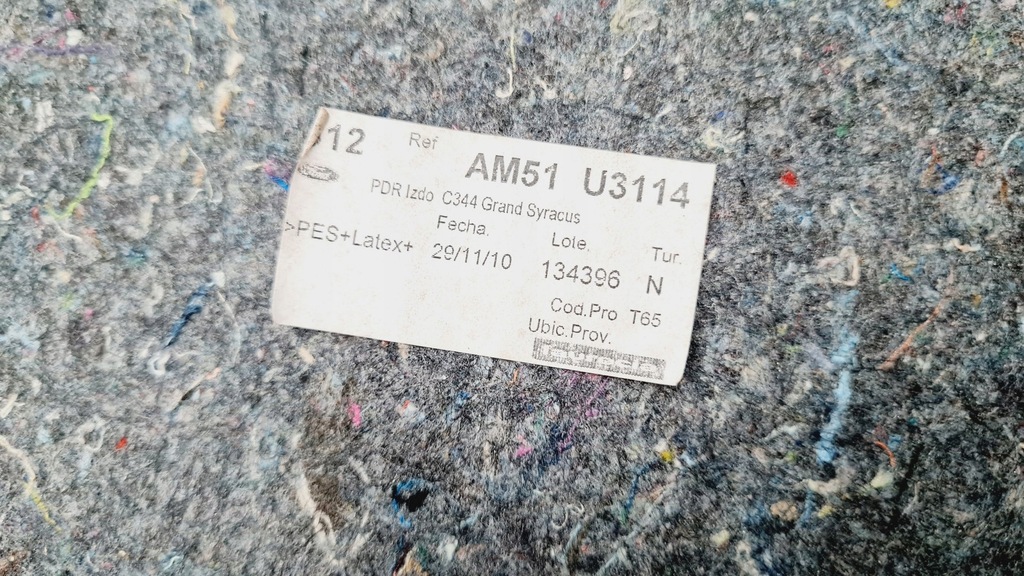 12 Ref AM51 U3114
PDR Izdo C344 Grand Syracus
Fecha. Lote. Tur.
>PES+Latex+ 29/11/10 134396 N
Cod.Pro T65
Ubic.Prov.